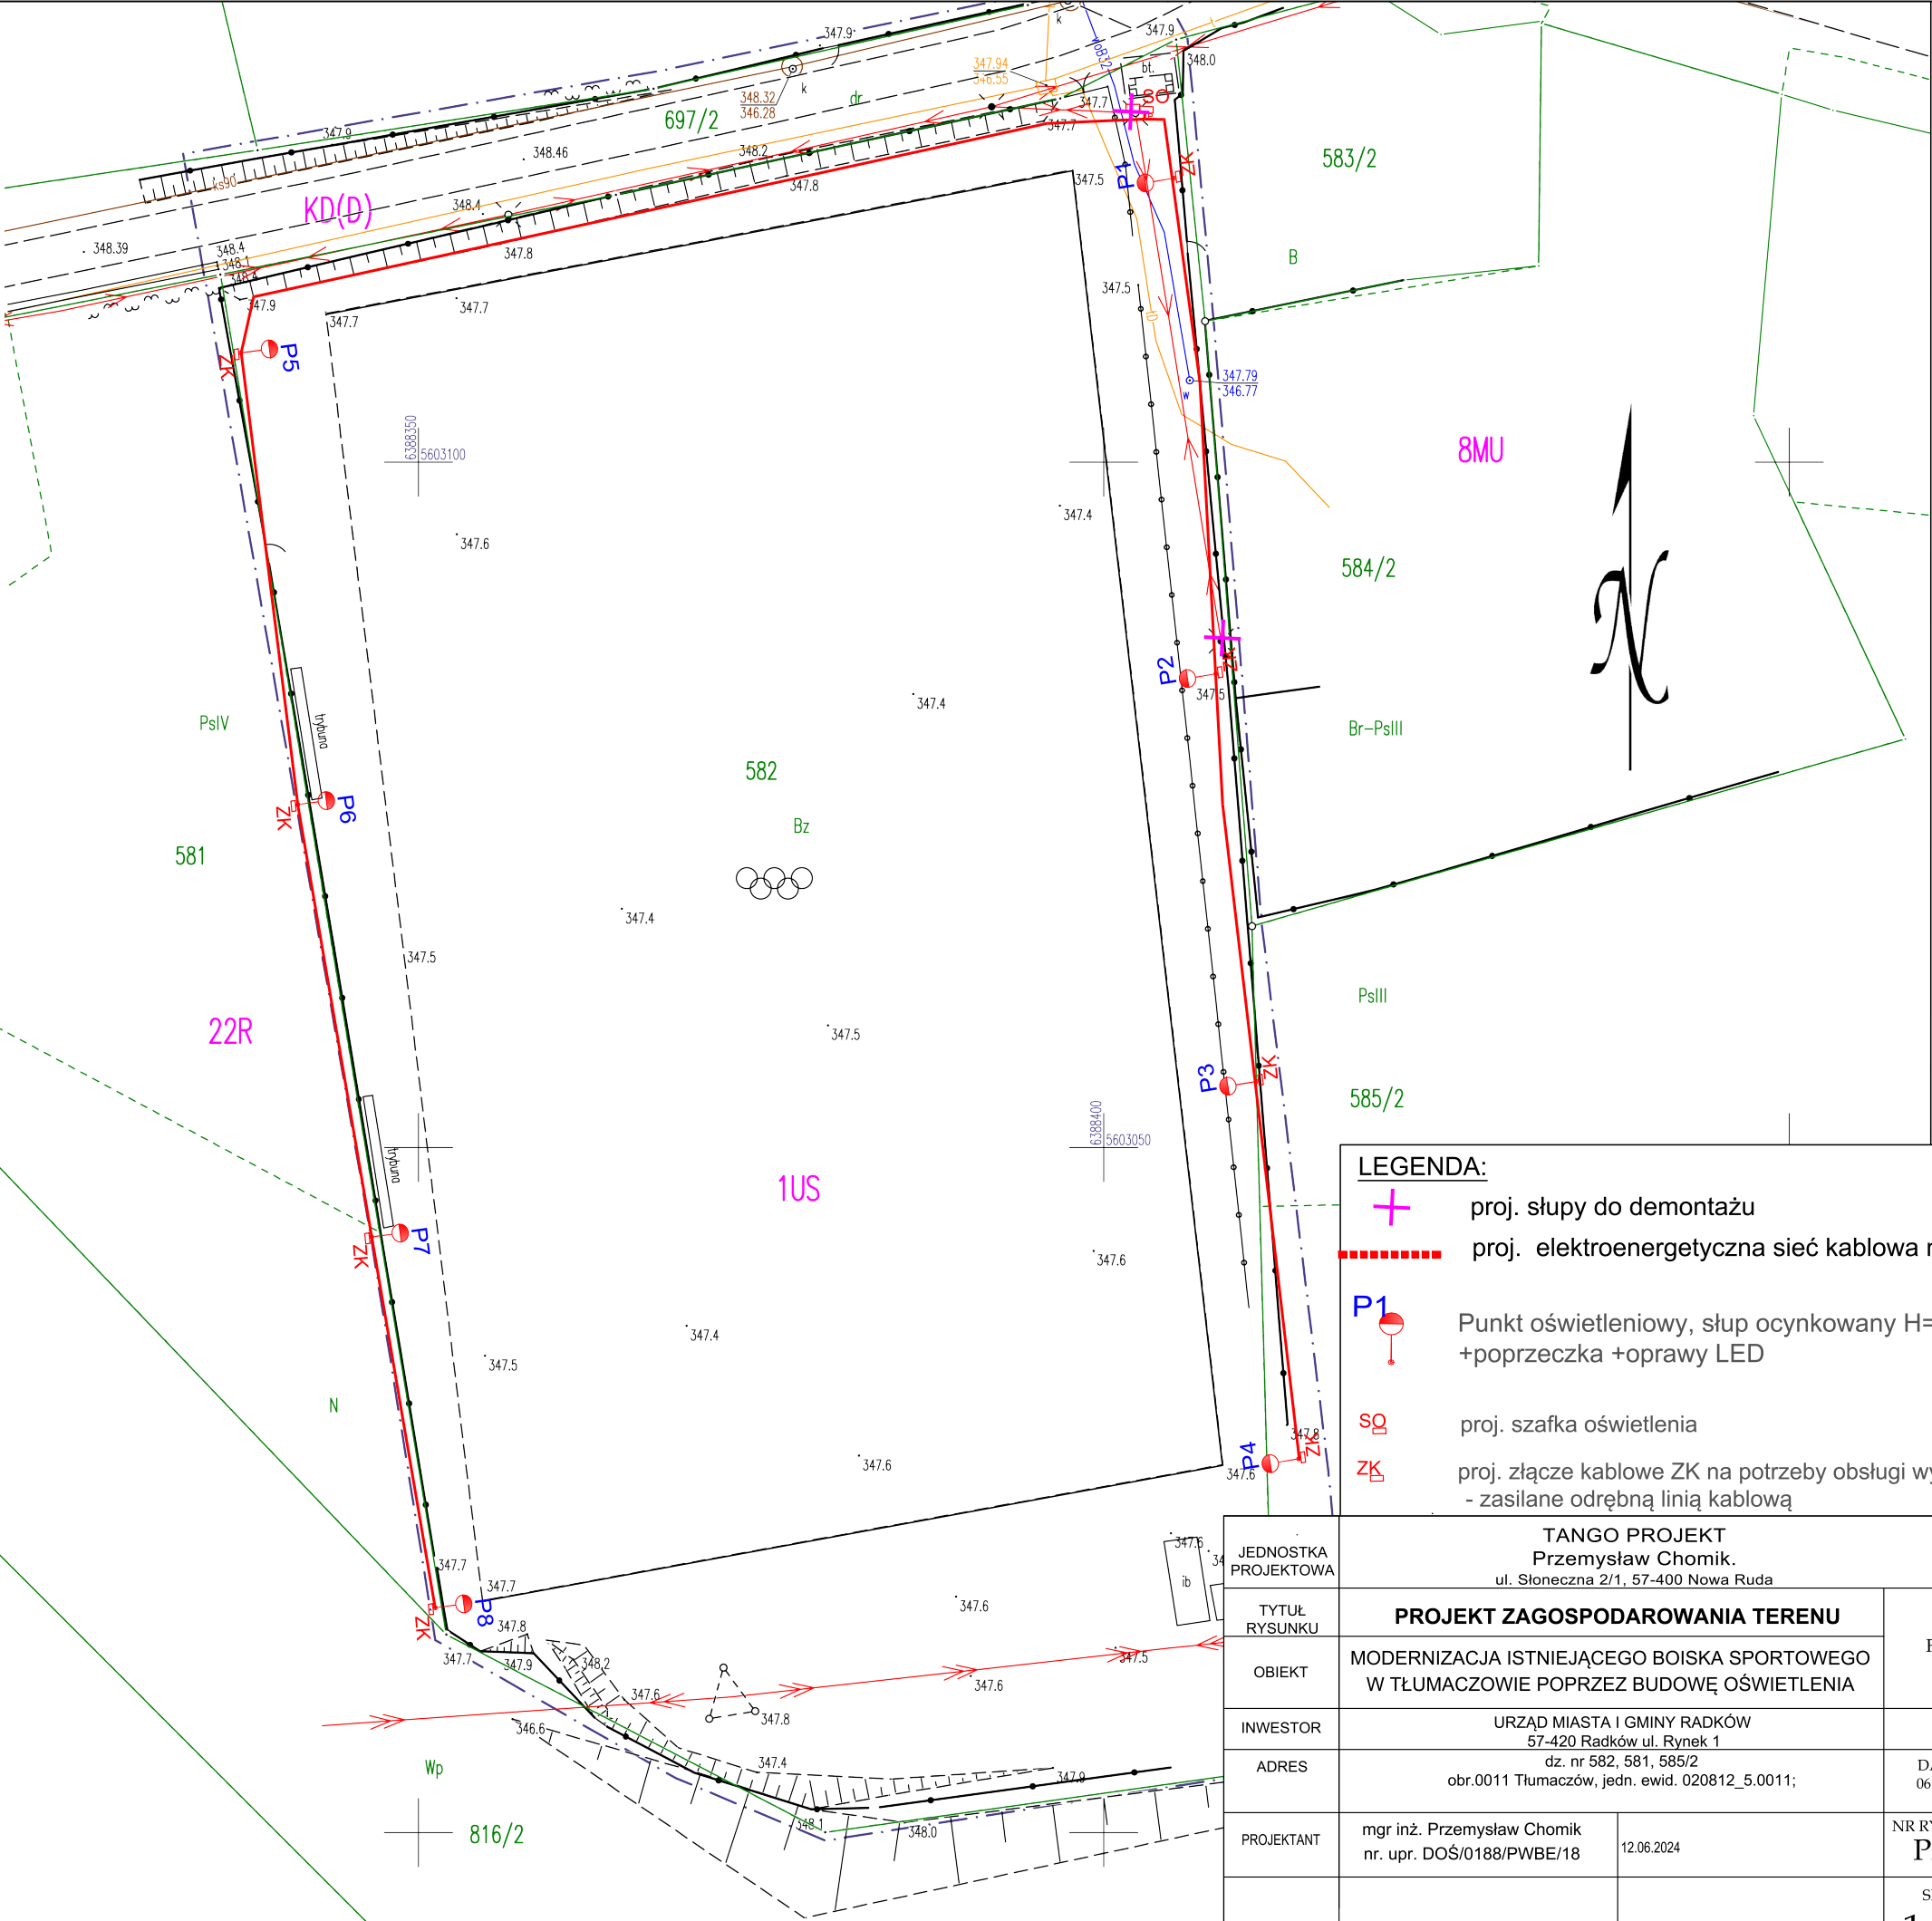 347.9
k
347.9
348.0
347.94
346.55
woB32
bt.
k
348.32
346.28
dr
347.7
SO
697/2
347.7
347.9
348.46
348.2
583/2
ks90
347.8
347.5
P1
ZK
KD(D)
348.4
348.39
348.4
348.1
348.4
347.8
B
347.9
347.7
347.7
347.5
P5
ZK
347.79
346.77
w
6388350
5603100
8MU
347.4
347.6
584/2
N
P2
ZK
347.5
347.4
PsIV
trybuna
Br-PsIII
582
ZK
P6
Bz
581
347.4
347.5
PsIII
22R
347.5
P3
ZK
585/2
6388400
5603050
trybuna
1US
P7
ZK
347.6
347.4
347.5
N
347.8
P4
ZK
347.6
347.6
347.7
347.7
P8
ZK
347.8
347.7
347.9
348.2
347.6
ib
347.6
347.5
347.6
347.6
347.8
346.6
347.4
Wp
347.9
348.1
348.0
816/2
LEGENDA:
proj. słupy do demontażu
proj. elektroenergetyczna sieć kablowa
P1
Punkt oświetleniowy, słup ocynkowany H=
+poprzeczka +oprawy LED
SO
proj. szafka oświetlenia
ZK
proj. złącze kablowe ZK na potrzeby obsługi
- zasilane odrębną linią kablową
JEDNOSTKA
PROJEKTOWA
TANGO PROJEKT
Przemysław Chomik.
ul. Słoneczna 2/1, 57-400 Nowa Ruda
TYTUŁ
RYSUNKU
PROJEKT ZAGOSPODAROWANIA TERENU
OBIEKT
MODERNIZACJA ISTNIEJĄCEGO BOISKA SPORTOWEGO
W TŁUMACZOWIE POPRZEZ BUDOWĘ OŚWIETLENIA
INWESTOR
URZĄD MIASTA I GMINY RADKÓW
57-420 Radków ul. Rynek 1
ADRES
dz. nr 582, 581, 585/2
obr.0011 Tłumaczów, jedn. ewid. 020812_5.0011;
06
PROJEKTANT
mgr inż. Przemysław Chomik
nr. upr. DOŚ/0188/PWBE/18
12.06.2024
NR